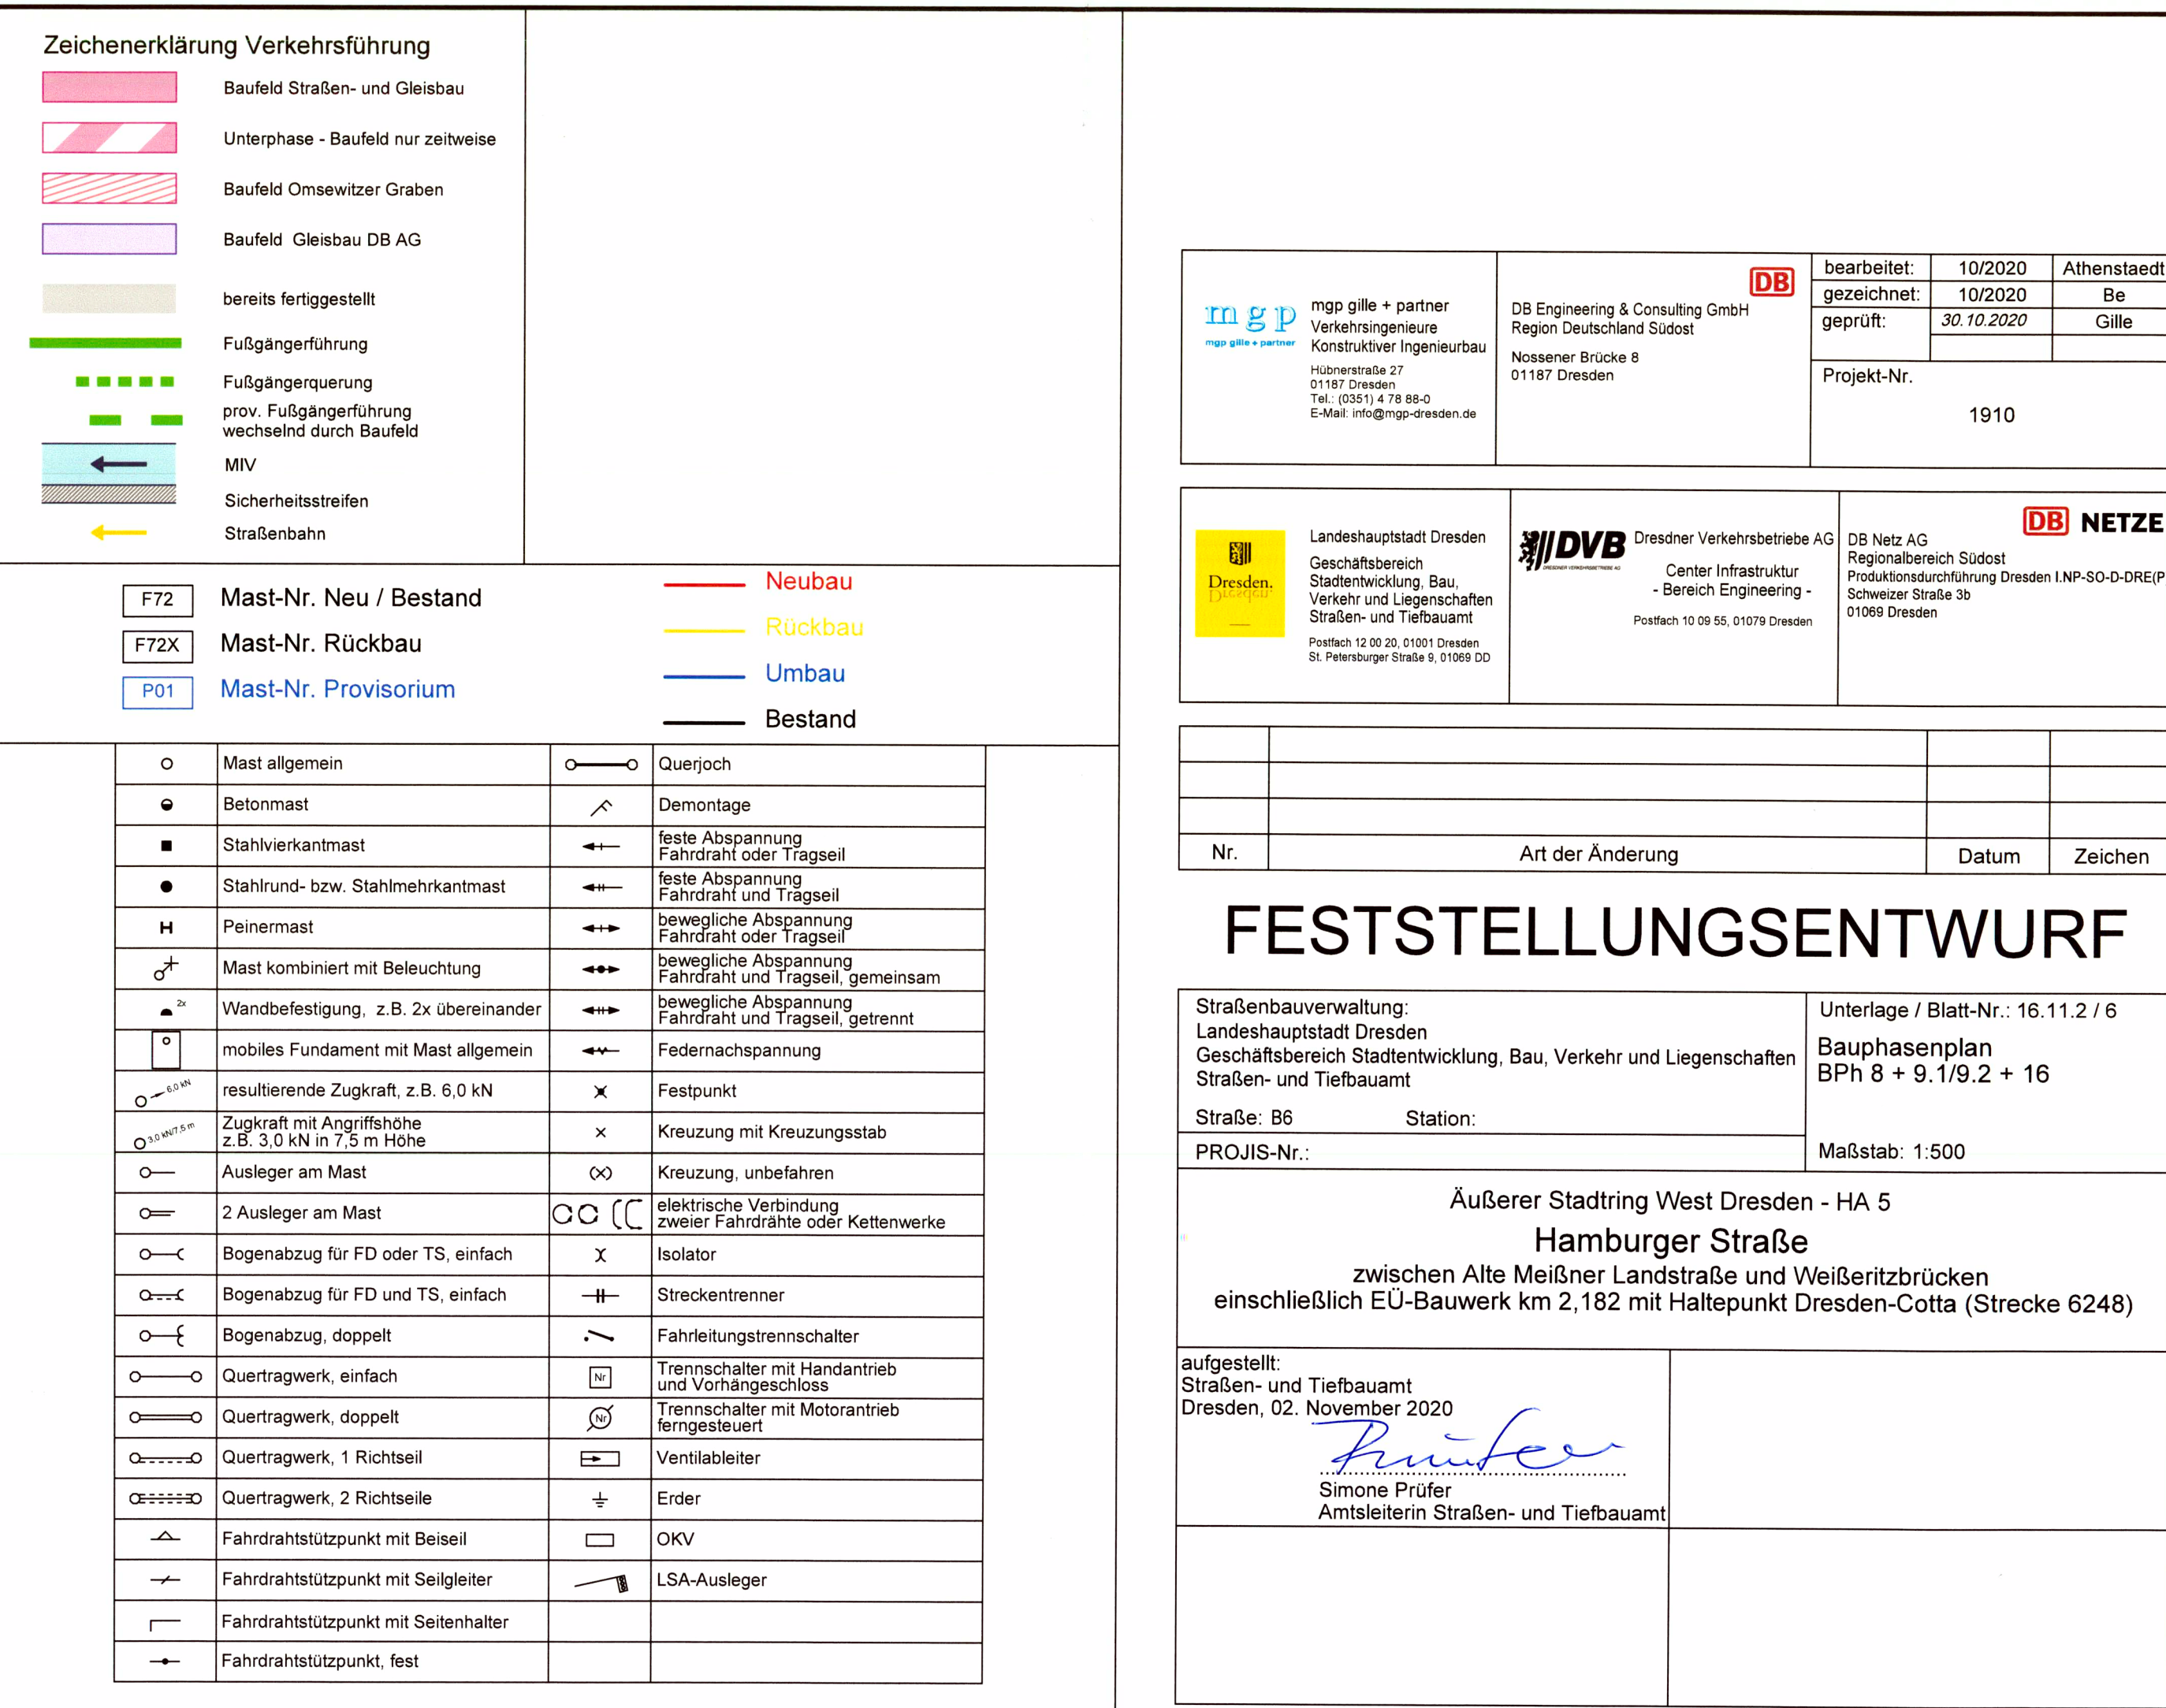 Zeichenerklärung Verkehrsführung
Baufeld Straßen- und Gleisbau
Unterphase - Baufeld nur zeitweise
Baufeld Omsewitzer Graben
Baufeld Gleisbau DB AG
bereits fertiggestellt
Fußgängerführung
Fußgängerquerung
prov. Fußgängerführung
wechselnd durch Baufeld
MIV
Sicherheitsstreifen
Straßenbahn
F72 Mast-Nr. Neu / Bestand
F72X Mast-Nr. Rückbau
P01 Mast-Nr. Provisorium
Neubau
Rückbau
Umbau
Bestand
Mast allgemein
Betonmast
Stahlvierkantmast
Stahlrund- bzw. Stahlmehrkantmast
H Peinermast
Mast kombiniert mit Beleuchtung
2x Wandbefestigung, z.B. 2x übereinander
mobiles Fundament mit Mast allgemein
6,0 kN resultierende Zugkraft, z.B. 6,0 kN
3,0 kN/7,5 m Zugkraft mit Angriffshöhe
z.B. 3,0 kN in 7,5 m Höhe
Ausleger am Mast
2 Ausleger am Mast
Bogenabzug für FD oder TS, einfach
Bogenabzug für FD und TS, einfach
Bogenabzug, doppelt
Quertragwerk, einfach
Quertragwerk, doppelt
Quertragwerk, 1 Richtseil
Quertragwerk, 2 Richtseile
Fahrdrahtstützpunkt mit Beiseil
Fahrdrahtstützpunkt mit Seilgleiter
Fahrdrahtstützpunkt mit Seitenhalter
Fahrdrahtstützpunkt, fest
Querjoch
Demontage
feste Abspannung
Fahrdraht oder Tragseil
feste Abspannung
Fahrdraht und Tragseil
bewegliche Abspannung
Fahrdraht oder Tragseil
bewegliche Abspannung
Fahrdraht und Tragseil, gemeinsam
bewegliche Abspannung
Fahrdraht und Tragseil, getrennt
Federnachspannung
Festpunkt
Kreuzung mit Kreuzungsstab
Kreuzung, unbefahren
elektrische Verbindung
zweier Fahrdrähte oder Kettenwerke
Isolator
Streckentrenner
Fahrleitungstrennschalter
Nr Trennschalter mit Handantrieb
und Vorhängeschloss
Nr Trennschalter mit Motorantrieb
ferngesteuert
Ventilableiter
Erder
OKV
LSA-Ausleger
mgp
mgp gille + partner
mgp gille + partner
Verkehrsingenieure
Konstruktiver Ingenieurbau
Hübnerstraße 27
01187 Dresden
Tel.: (0351) 4 78 88-0
E-Mail: info@mgp-dresden.de
DB
DB Engineering & Consulting GmbH
Region Deutschland Südost
Nossener Brücke 8
01187 Dresden
bearbeitet: 10/2020 Athenstaedt
gezeichnet: 10/2020 Be
geprüft: 30.10.2020 Gille
Projekt-Nr.
1910
Dresden.
Dresden.
Landeshauptstadt Dresden
Geschäftsbereich
Stadtentwicklung, Bau,
Verkehr und Liegenschaften
Straßen- und Tiefbauamt
Postfach 12 00 20, 01001 Dresden
St. Petersburger Straße 9, 01069 DD
DVB
DRESDNER VERKEHRSBETRIEBE AG
Dresdner Verkehrsbetriebe AG
Center Infrastruktur
- Bereich Engineering -
Postfach 10 09 55, 01079 Dresden
DB NETZE
DB Netz AG
Regionalbereich Südost
Produktionsdurchführung Dresden I.NP-SO-D-DRE(P
Schweizer Straße 3b
01069 Dresden
Nr. Art der Änderung Datum Zeichen
FESTSTELLUNGSENTWURF
Straßenbauverwaltung:
Landeshauptstadt Dresden
Geschäftsbereich Stadtentwicklung, Bau, Verkehr und Liegenschaften
Straßen- und Tiefbauamt
Straße: B6 Station:
PROJIS-Nr.:
Unterlage / Blatt-Nr.: 16.11.2 / 6
Bauphasenplan
BPh 8 + 9.1/9.2 + 16
Maßstab: 1:500
Äußerer Stadtring West Dresden - HA 5
Hamburger Straße
zwischen Alte Meißner Landstraße und Weißeritzbrücken
einschließlich EÜ-Bauwerk km 2,182 mit Haltepunkt Dresden-Cotta (Strecke 6248)
aufgestellt:
Straßen- und Tiefbauamt
Dresden, 02. November 2020
Simone Prüfer
Amtsleiterin Straßen- und Tiefbauamt